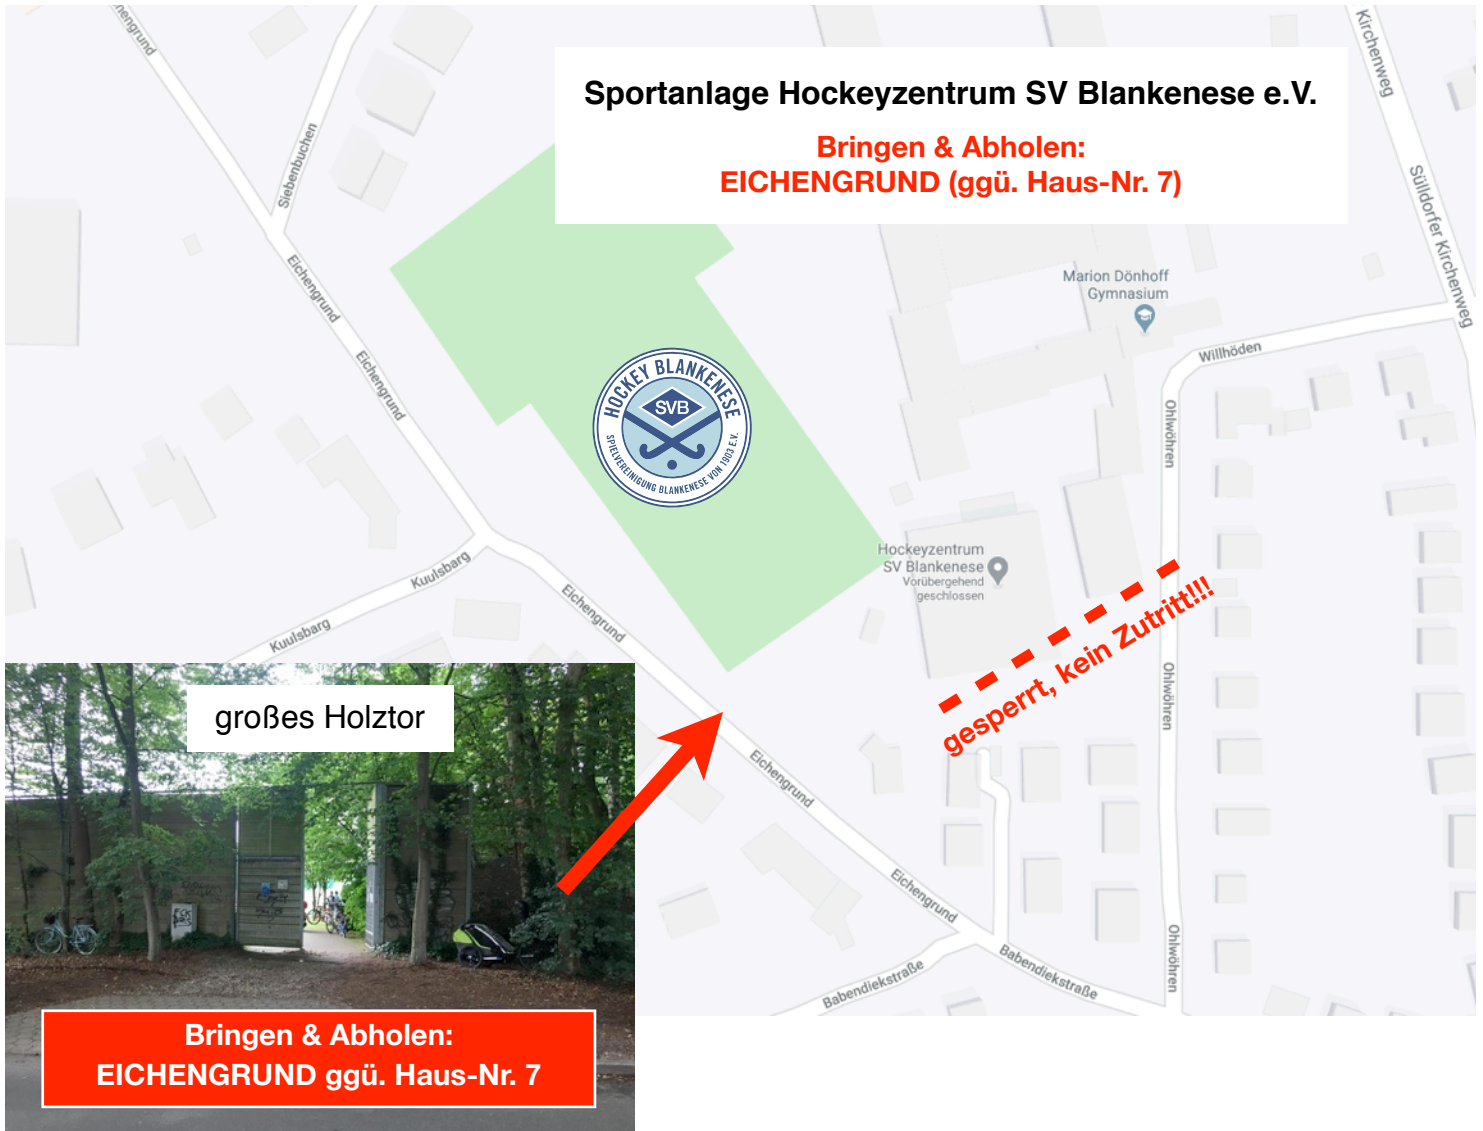 Sportanlage Hockeyzentrum SV Blankenese e.V.
Bringen & Abholen:
EICHENGRUND (ggü. Haus-Nr. 7)
Kirchenweg
Sülldorfer Kirchenweg
Siebenbuchen
Eichengrund
Eichengrund
Marion Dönhoff
Gymnasium
Willhöden
Ohlwöhren
HOCKEY BLANKENESE
SVB
SPIELVEREINIGUNG BLANKENESE VON 1903 E.V.
Hockeyzentrum
SV Blankenese
Vorübergehend
geschlossen
gesperrt, kein Zutritt!!!
Kuulsbarg
Kuulsbarg
Eichengrund
Ohlwöhren
Eichengrund
Eichengrund
Babendiekstraße
Babendiekstraße
Ohlwöhren
großes Holztor
Bringen & Abholen:
EICHENGRUND ggü. Haus-Nr. 7